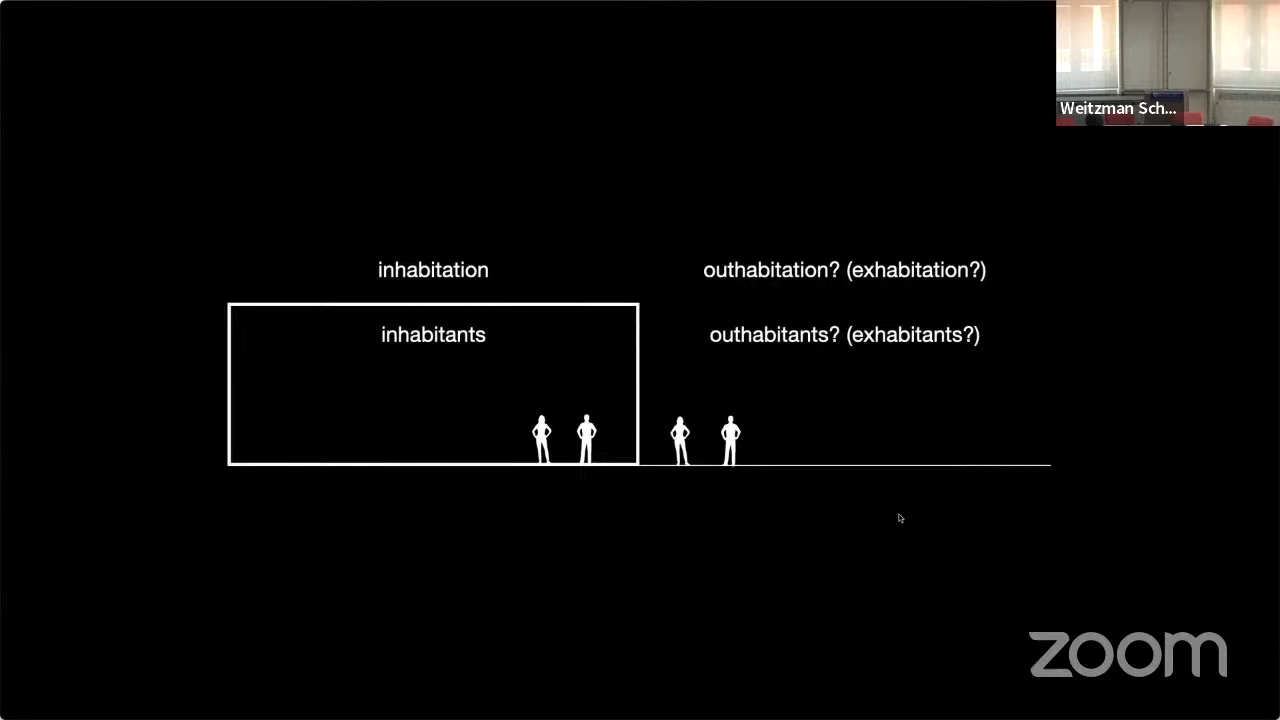 Weitzman Sch...
inhabitation
outhabitation? (exhabitation?)
inhabitants
outhabitants? (exhabitants?)
zoom